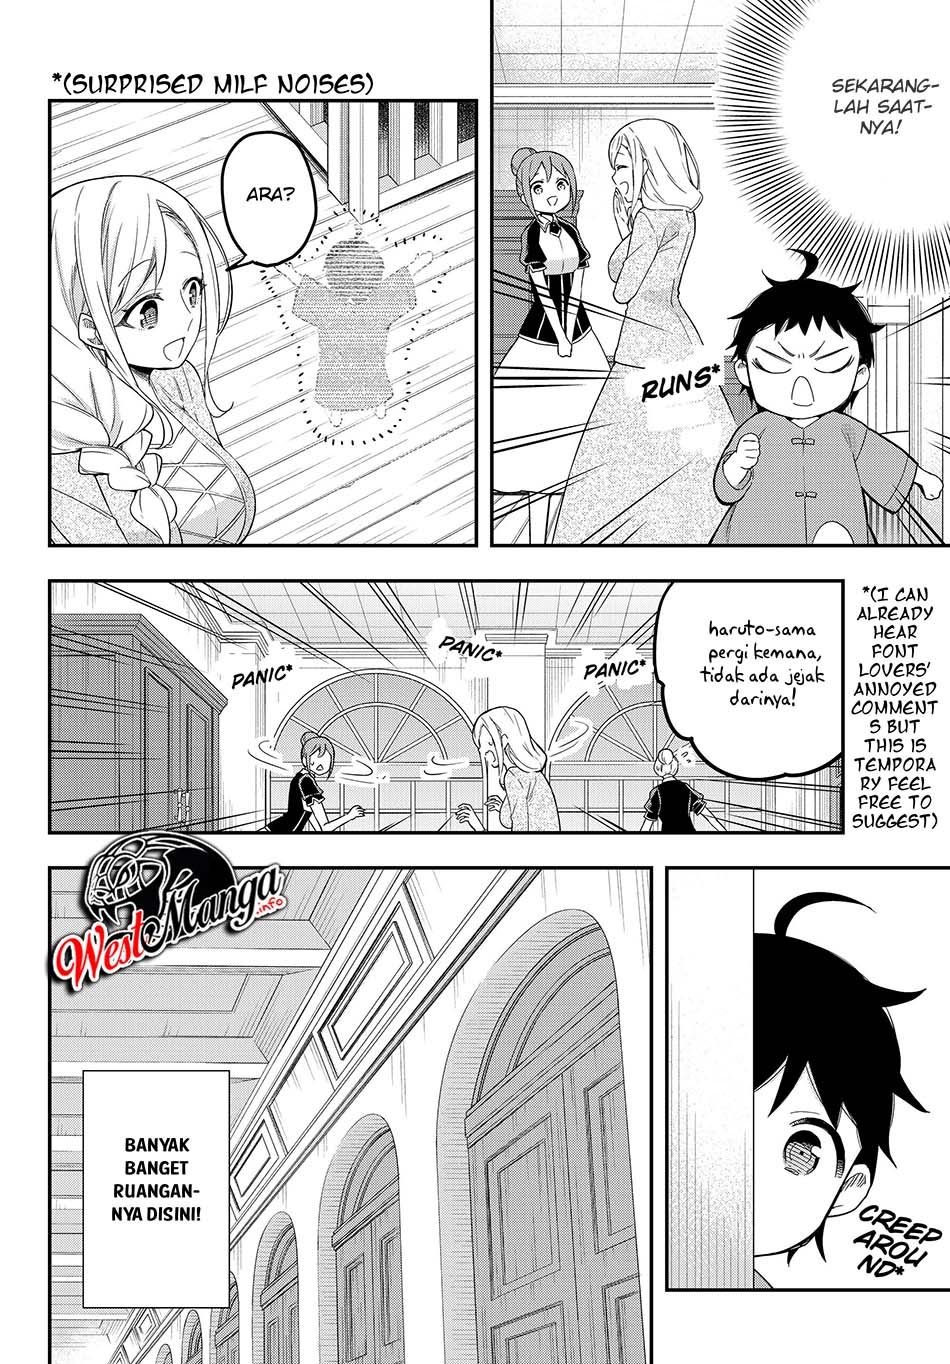 SEKARANG-
LAH SAAT-
NYA!
RUNS*
*(SURPRISED MILF NOISES)
ARA?
haruto-sama
pergi kemana,
tidak ada jejak
darinya!
PANIC*
PANIC*
PANIC*
*(I CAN
ALREADY
HEAR
FONT
LOVERS'
ANNOYED
COMMENT
S BUT
THIS IS
TEMPORA
RY FEEL
FREE TO
SUGGEST)
WestManga
.info
CREEP
AROU
ND*
BANYAK
BANGET
RUANGAN-
NYA DISINI!